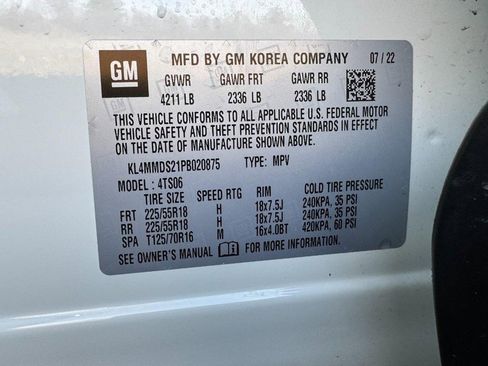 GM
MFD BY GM KOREA COMPANY 07 / 22
GVWR GAWR FRT GAWR RR
4211 LB 2336 LB 2336 LB
THIS VEHICLE CONFORMS TO ALL APPLICABLE U.S. FEDERAL MOTOR
VEHICLE SAFETY AND THEFT PREVENTION STANDARDS IN EFFECT
ON THE DATE OF MANUFACTURE SHOWN ABOVE.
KL4MMDS21PB020875 TYPE: MPV
MODEL : 4TS06
TIRE SIZE SPEED RTG RIM COLD TIRE PRESSURE
FRT 225/55R18 H 18x7.5J 240KPA, 35 PSI
RR 225/55R18 H 18x7.5J 240KPA, 35 PSI
SPA T125/70R16 M 16x4.0BT 420KPA, 60 PSI
SEE OWNER'S MANUAL FOR MORE INFORMATION.